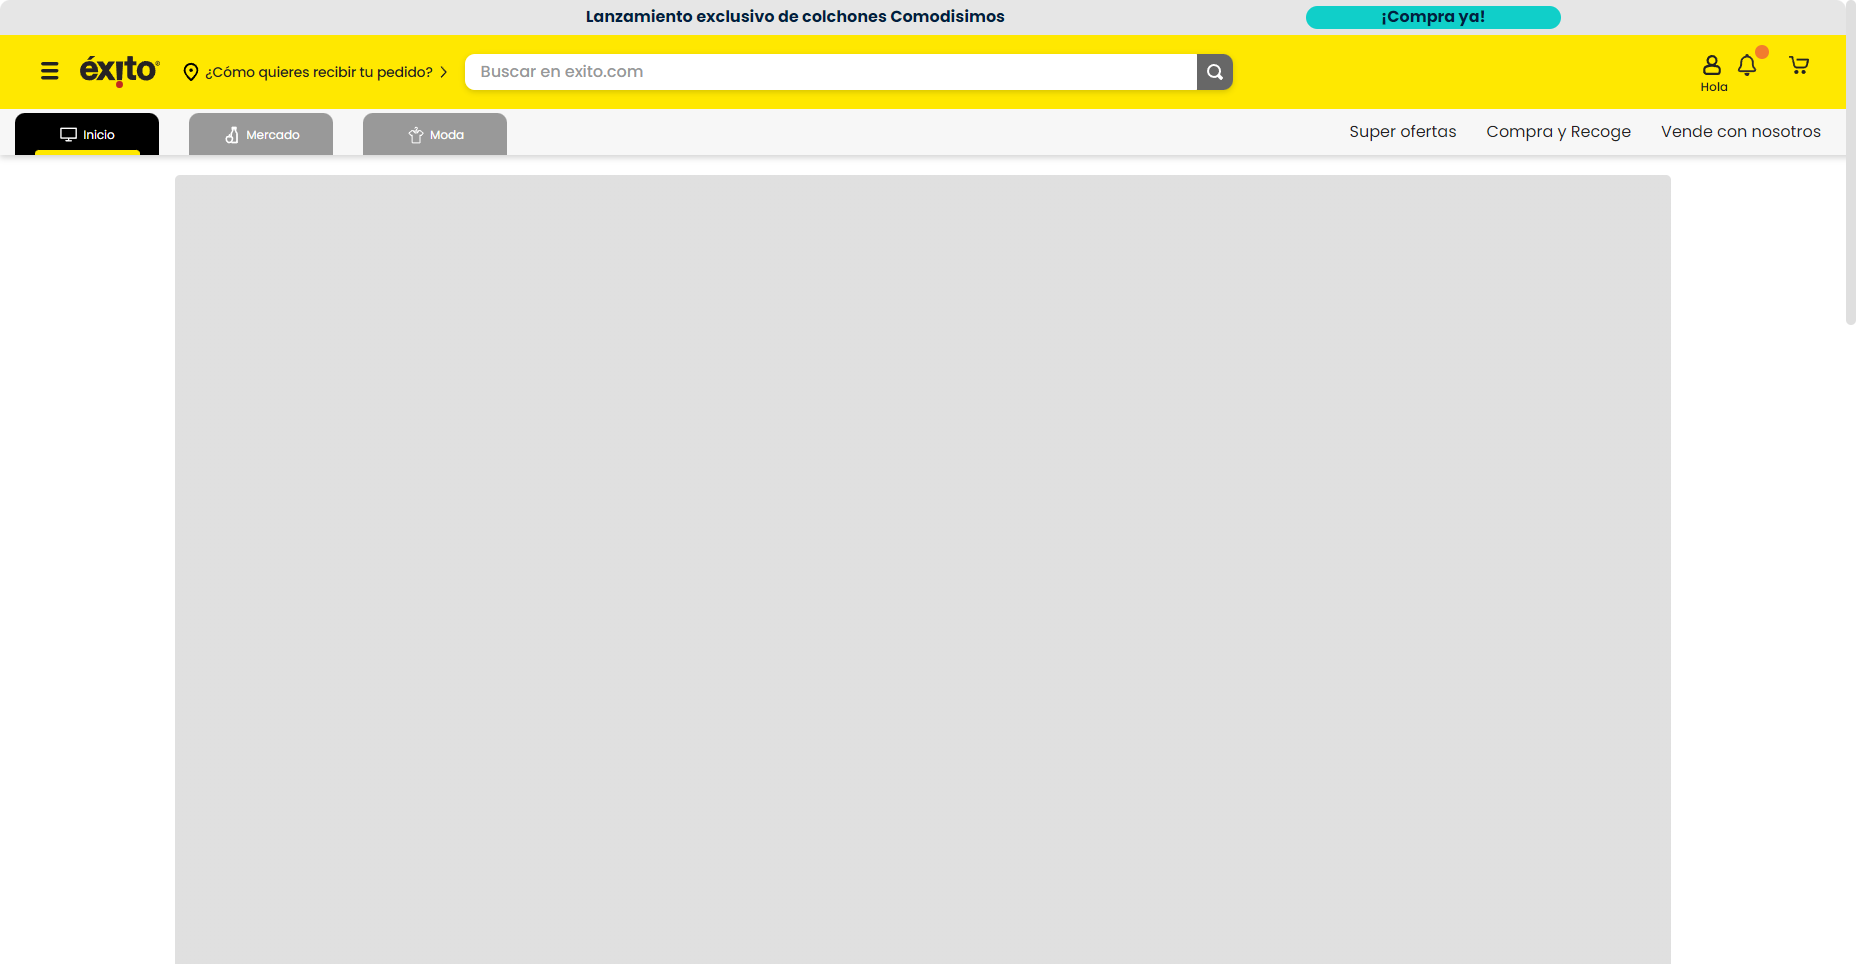 Lanzamiento exclusivo de colchones Comodisimos
¡Compra ya!
éxito
¿Cómo quieres recibir tu pedido?
Buscar en exito.com
Hola
Inicio
Mercado
Moda
Super ofertas
Compra y Recoge
Vende con nosotros